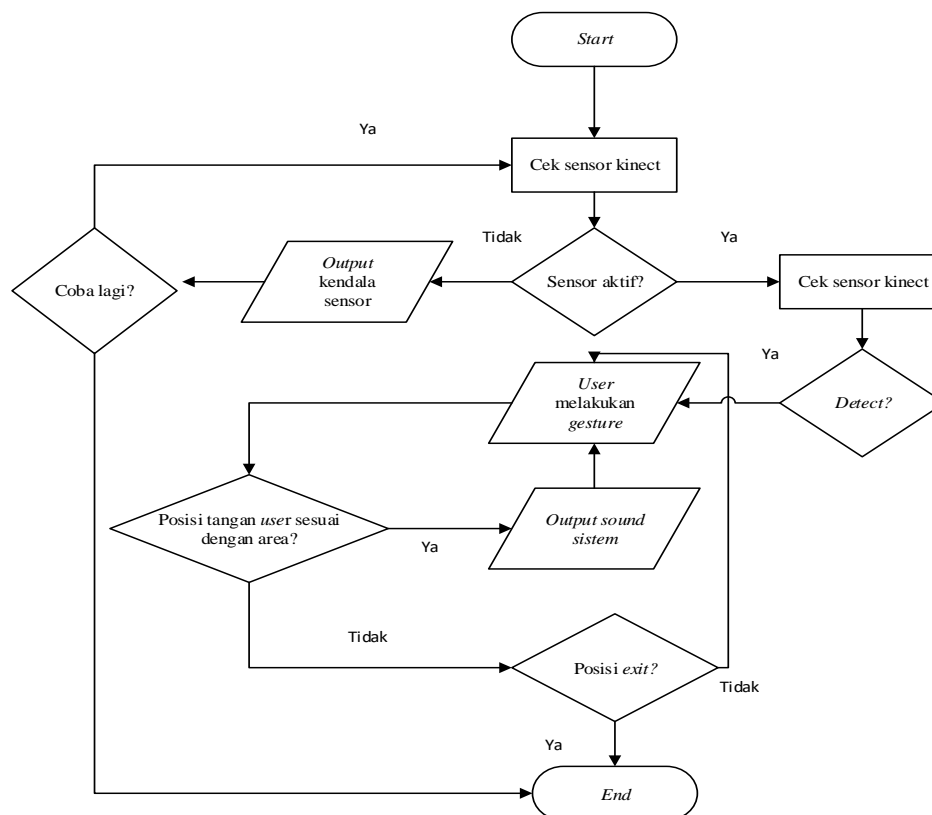 Start
Ya
Cek sensor kinect
Tidak
Ya
Coba lagi?
Output
kendala
sensor
Sensor aktif?
Cek sensor kinect
Ya
User
melakukan
gesture
Detect?
Posisi tangan user sesuai
dengan area?
Ya
Output sound
sistem
Tidak
Posisi exit?
Tidak
Ya
End